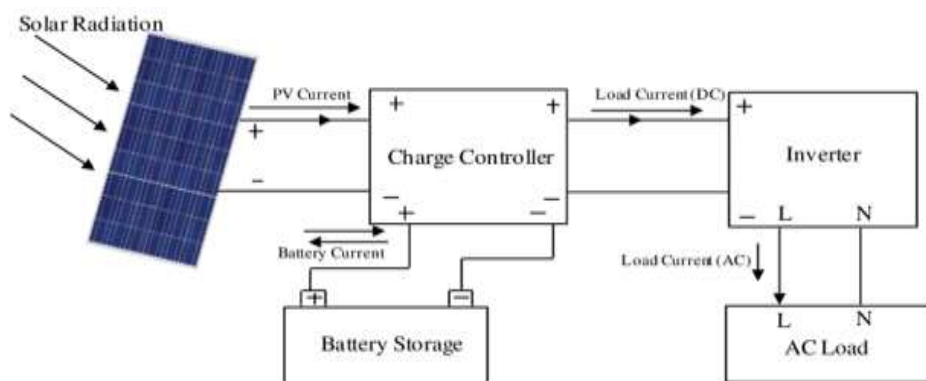 Solar Radiation
PV Current
+
−
+
+
Charge Controller
−
+
−
−
Load Current (DC)
+
Inverter
−
L
N
Battery Current
+
−
Battery Storage
Load Current (AC)
L
N
AC Load